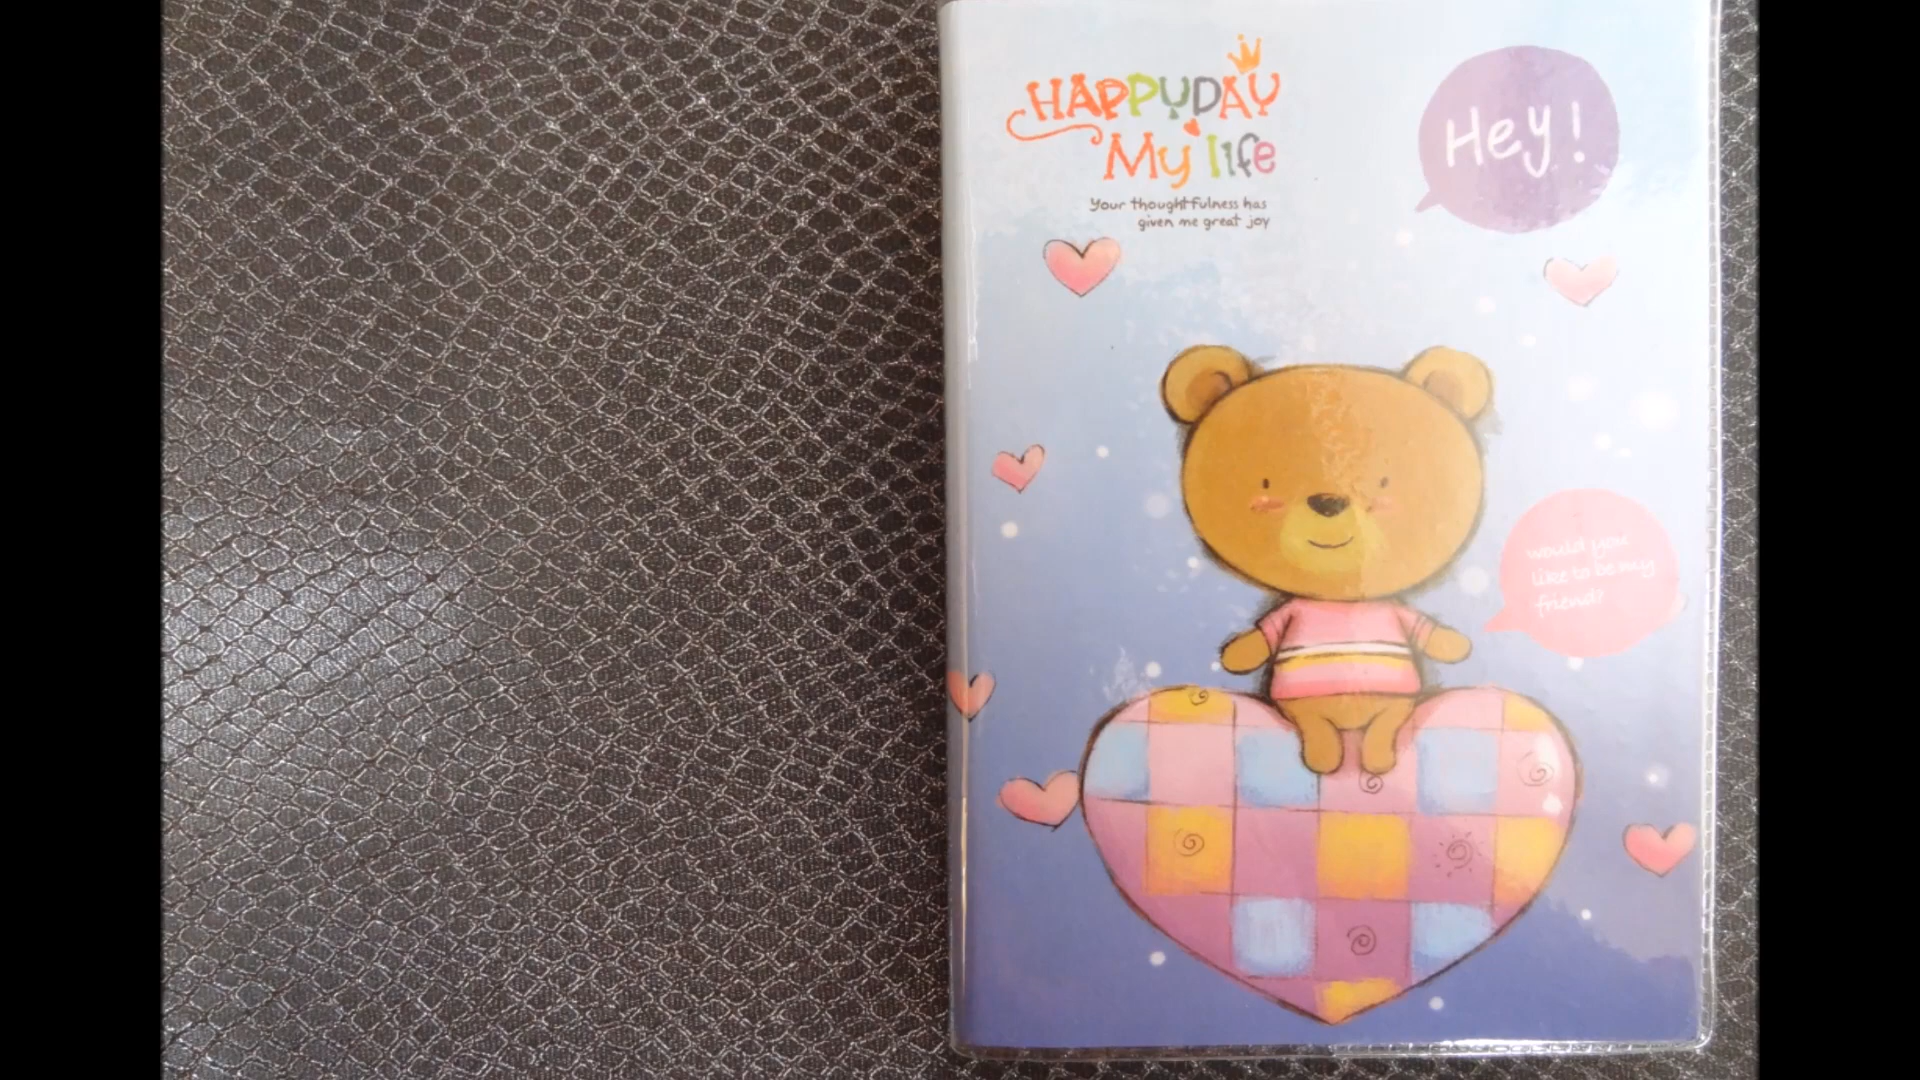 HAPPYDAY
My life
Your thoughtfulness has
given me great joy
Hey!
would you
like to be my
friend?